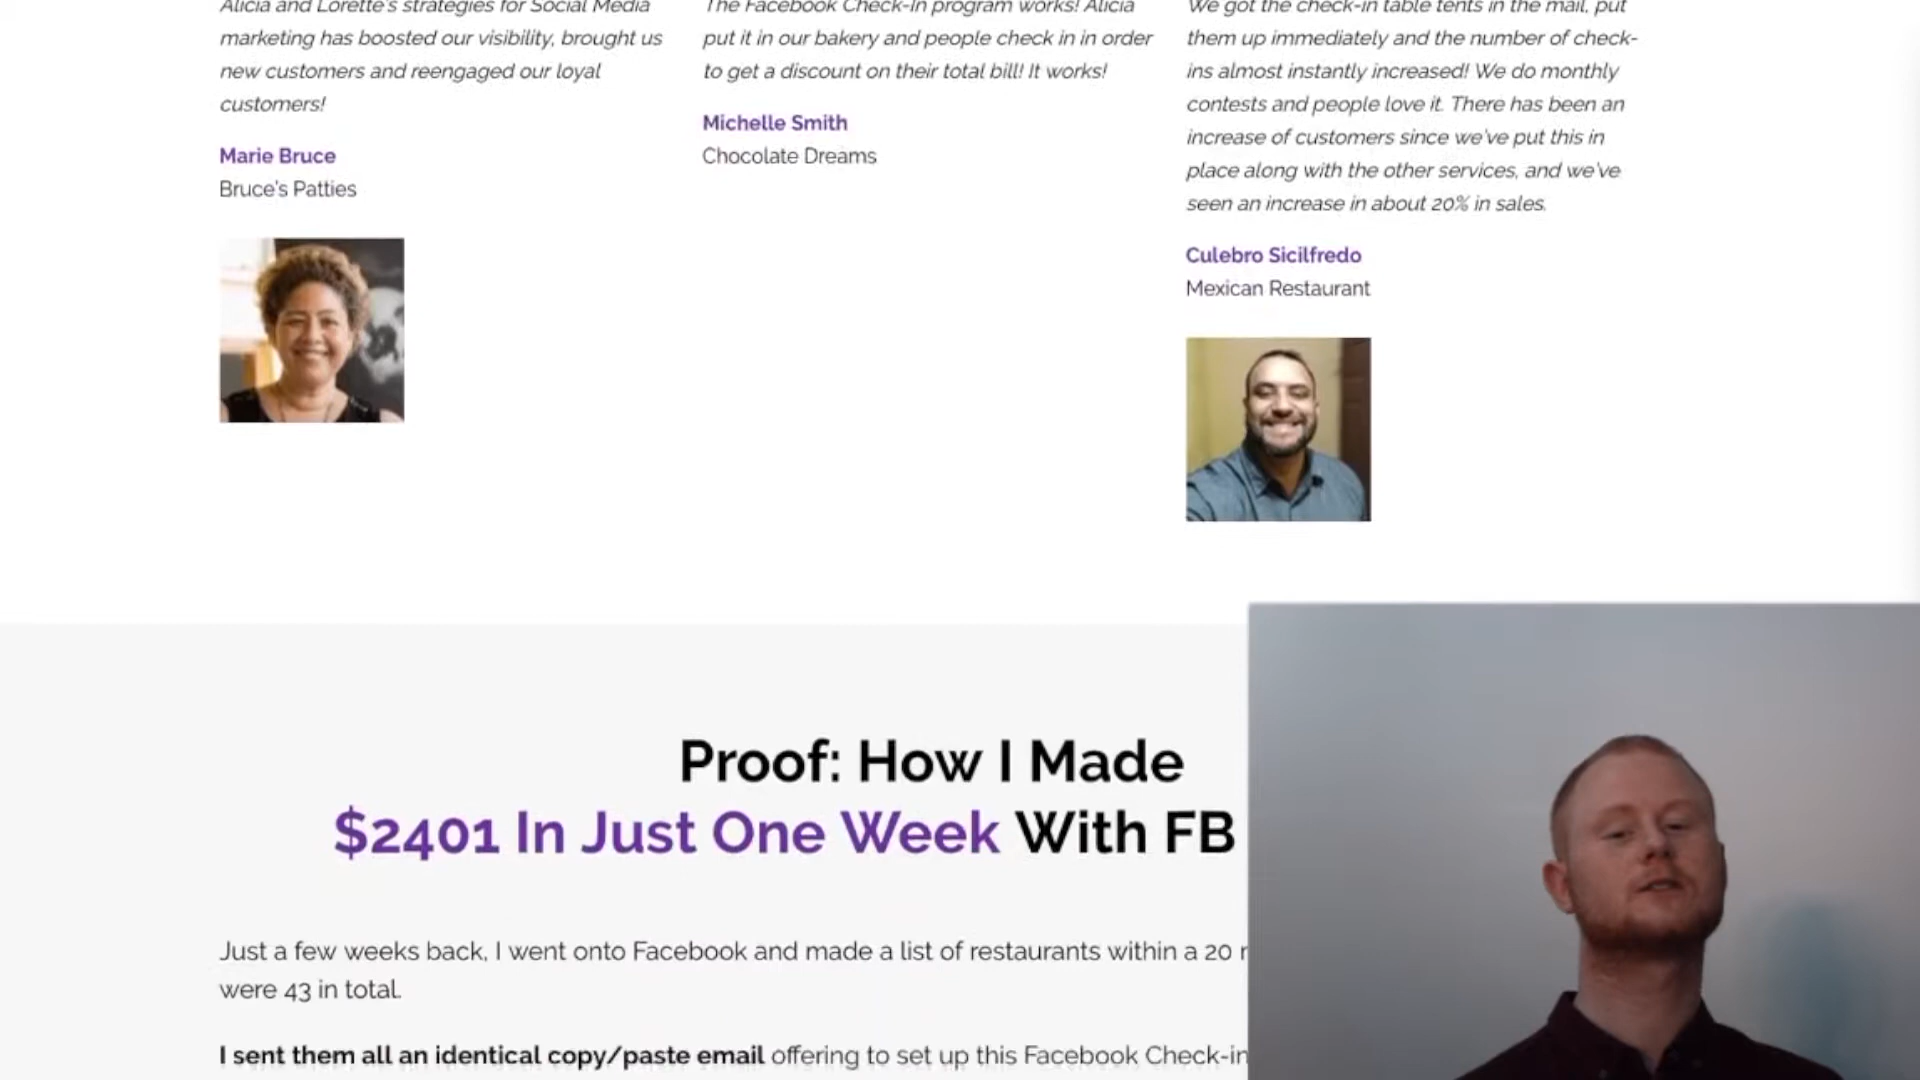 Alicia and Lorette's strategies for Social Media
marketing has boosted our visibility, brought us
new customers and reengaged our loyal
customers!
Marie Bruce
Bruce's Patties
The Facebook Check-In program works! Alicia
put it in our bakery and people check in in order
to get a discount on their total bill! It works!
Michelle Smith
Chocolate Dreams
We got the check-in table tents in the mail, put
them up immediately and the number of check-
ins almost instantly increased! We do monthly
contests and people love it. There has been an
increase of customers since we've put this in
place along with the other services, and we've
seen an increase in about 20% in sales.
Culebro Sicilfredo
Mexican Restaurant
Proof: How I Made
$2401 In Just One Week With FB
Just a few weeks back, I went onto Facebook and made a list of restaurants within a 20
were 43 in total.
I sent them all an identical copy/paste email offering to set up this Facebook Check-in